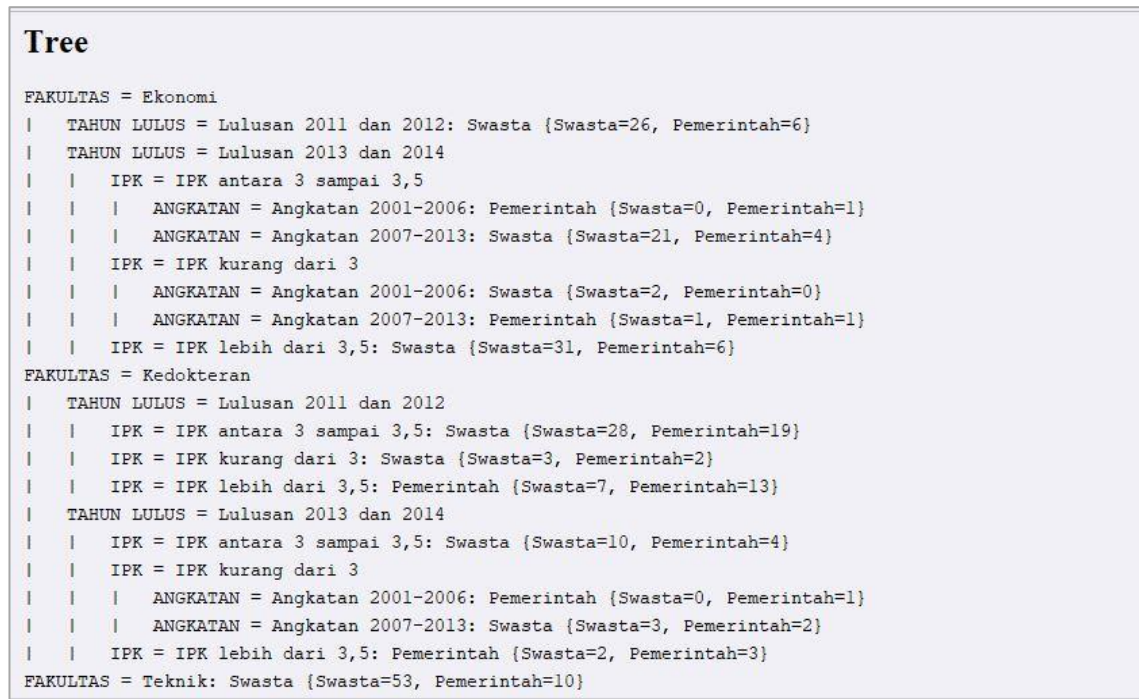 Tree
FAKULTAS = Ekonomi
|   TAHUN LULUS = Lulusan 2011 dan 2012: Swasta {Swasta=26, Pemerintah=6}
|   TAHUN LULUS = Lulusan 2013 dan 2014
|   |   IPK = IPK antara 3 sampai 3,5
|   |   |   ANGKATAN = Angkatan 2001-2006: Pemerintah {Swasta=0, Pemerintah=1}
|   |   |   ANGKATAN = Angkatan 2007-2013: Swasta {Swasta=21, Pemerintah=4}
|   |   IPK = IPK kurang dari 3
|   |   |   ANGKATAN = Angkatan 2001-2006: Swasta {Swasta=2, Pemerintah=0}
|   |   |   ANGKATAN = Angkatan 2007-2013: Pemerintah {Swasta=1, Pemerintah=1}
|   |   IPK = IPK lebih dari 3,5: Swasta {Swasta=31, Pemerintah=6}
FAKULTAS = Kedokteran
|   TAHUN LULUS = Lulusan 2011 dan 2012
|   |   IPK = IPK antara 3 sampai 3,5: Swasta {Swasta=28, Pemerintah=19}
|   |   IPK = IPK kurang dari 3: Swasta {Swasta=3, Pemerintah=2}
|   |   IPK = IPK lebih dari 3,5: Pemerintah {Swasta=7, Pemerintah=13}
|   TAHUN LULUS = Lulusan 2013 dan 2014
|   |   IPK = IPK antara 3 sampai 3,5: Swasta {Swasta=10, Pemerintah=4}
|   |   IPK = IPK kurang dari 3
|   |   |   ANGKATAN = Angkatan 2001-2006: Pemerintah {Swasta=0, Pemerintah=1}
|   |   |   ANGKATAN = Angkatan 2007-2013: Swasta {Swasta=3, Pemerintah=2}
|   |   IPK = IPK lebih dari 3,5: Pemerintah {Swasta=2, Pemerintah=3}
FAKULTAS = Teknik: Swasta {Swasta=53, Pemerintah=10}